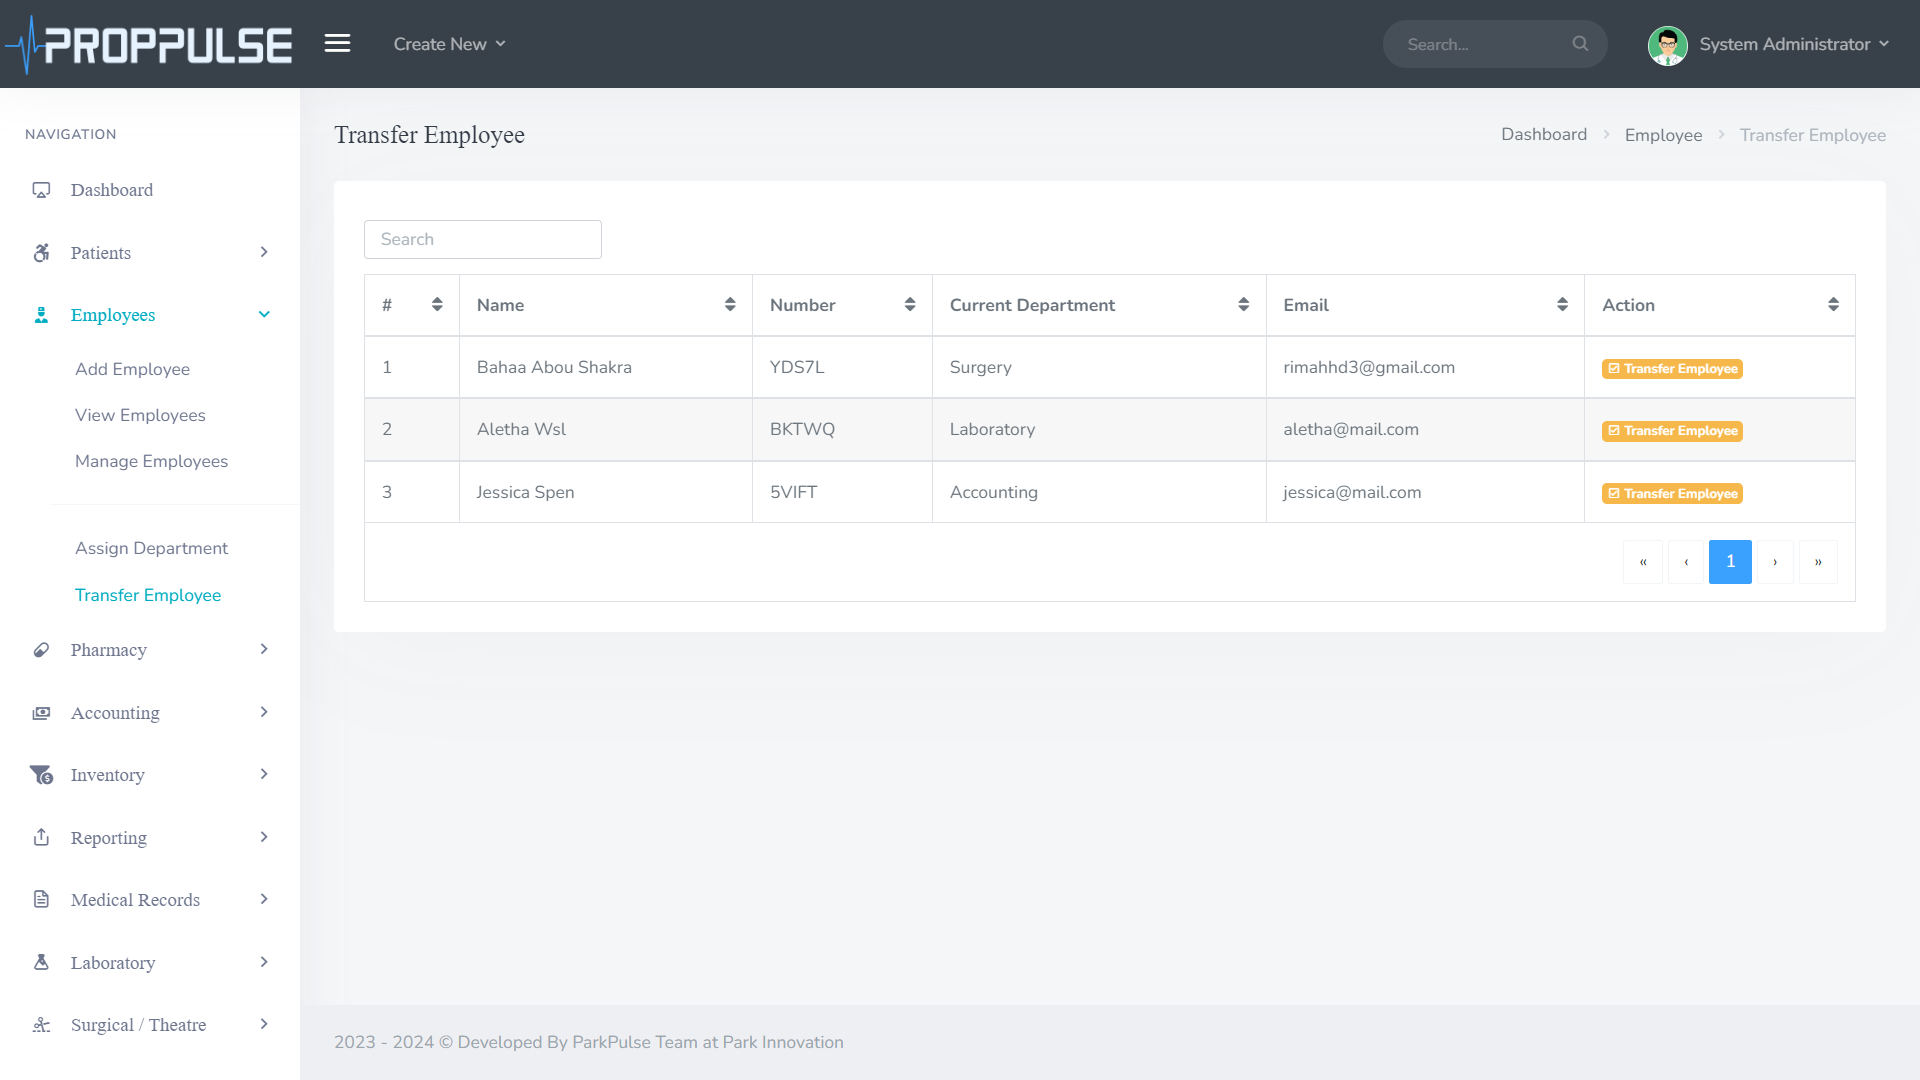 PROPPULSE
Create New
Search...
System Administrator
NAVIGATION
Dashboard
Patients
Employees
Add Employee
View Employees
Manage Employees
Assign Department
Transfer Employee
Pharmacy
Accounting
Inventory
Reporting
Medical Records
Laboratory
Surgical / Theatre
Transfer Employee
Dashboard > Employee > Transfer Employee
Search
# Name Number Current Department Email Action
1 Bahaa Abou Shakra YDS7L Surgery rimahhd3@gmail.com Transfer Employee
2 Aletha Wsl BKTWQ Laboratory aletha@mail.com Transfer Employee
3 Jessica Spen 5VIFT Accounting jessica@mail.com Transfer Employee
« ‹ 1 › »
2023 - 2024 © Developed By ParkPulse Team at Park Innovation